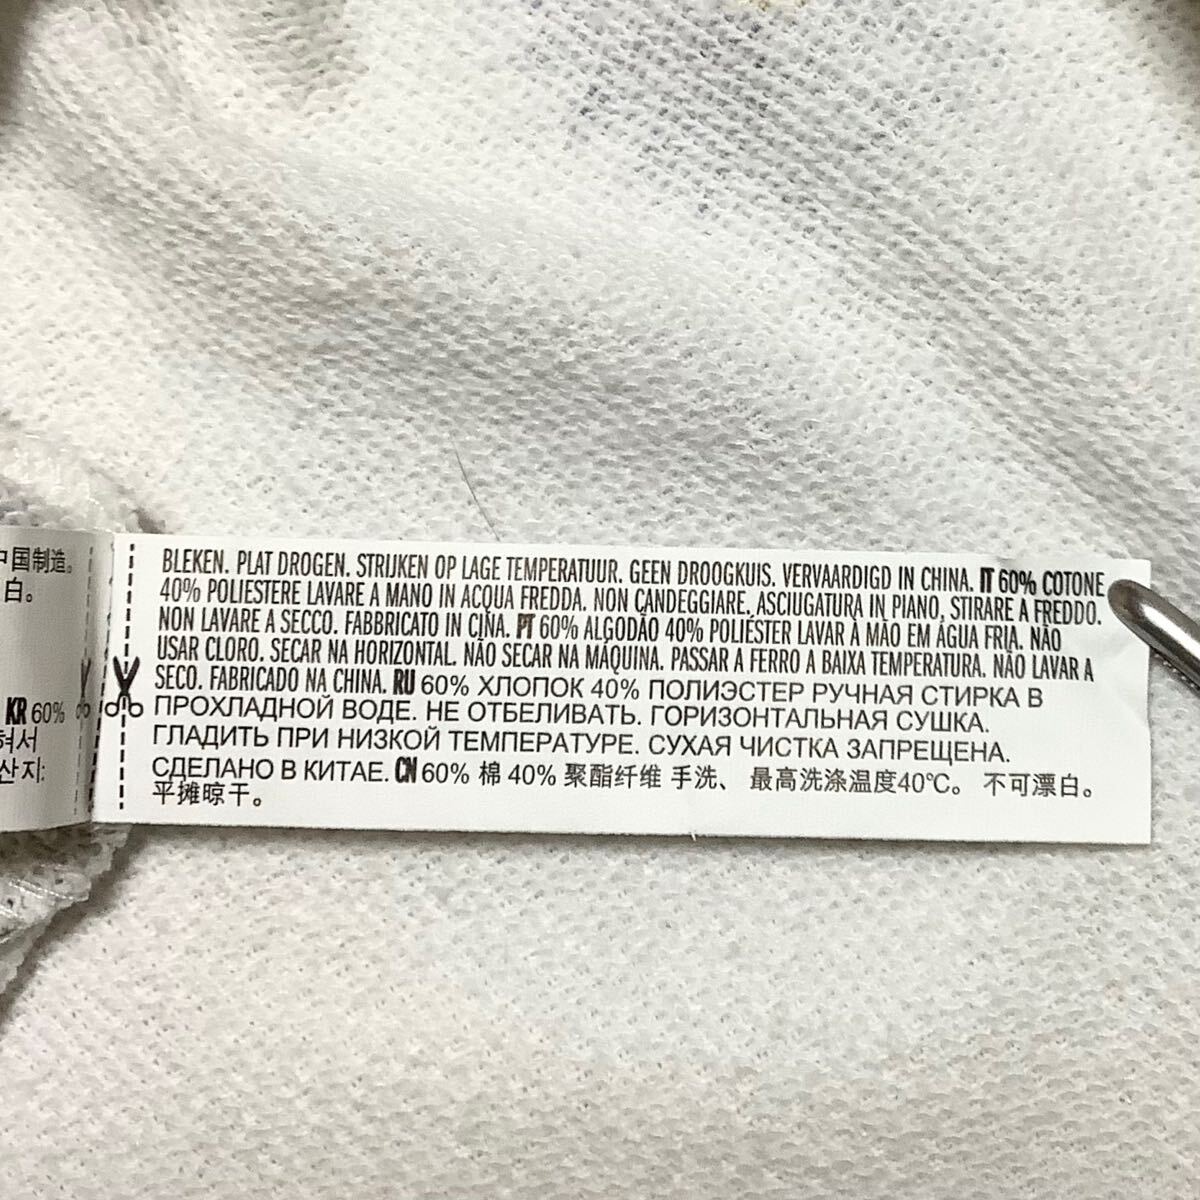 BLEKEN. PLAT DROGEN. STRIJKEN OP LAGE TEMPERATUUR. GEEN DROOGKUIS. VERVAARDIGD IN CHINA. IT 60% COTONE
40% POLIESTERE LAVARE A MANO IN ACQUA FREDDA. NON CANDEGGIARE. ASCIUGATURA IN PIANO, STIRARE A FREDDO.
NON LAVARE A SECCO. FABBRICATO IN CINA. PT 60% ALGODÃO 40% POLIÉSTER LAVAR À MÃO EM ÁGUA FRIA. NÃO
USAR CLORO. SECAR NA HORIZONTAL. NÃO SECAR NA MÁQUINA. PASSAR A FERRO A BAIXA TEMPERATURA. NÃO LAVAR A
SECO. FABRICADO NA CHINA. RU 60% ХЛОПОК 40% ПОЛИЭСТЕР РУЧНАЯ СТИРКА В
ПРОХЛАДНОЙ ВОДЕ. НЕ ОТБЕЛИВАТЬ. ГОРИЗОНТАЛЬНАЯ СУШКА.
ГЛАДИТЬ ПРИ НИЗКОЙ ТЕМПЕРАТУРЕ. СУХАЯ ЧИСТКА ЗАПРЕЩЕНА.
СДЕЛАНО В КИТАЕ. CN 60% 棉 40% 聚酯纤维 手洗、 最高洗涤温度40℃。 不可漂白。
平摊晾干。
中国制造。
白。
KR 60%
혀서
산지: